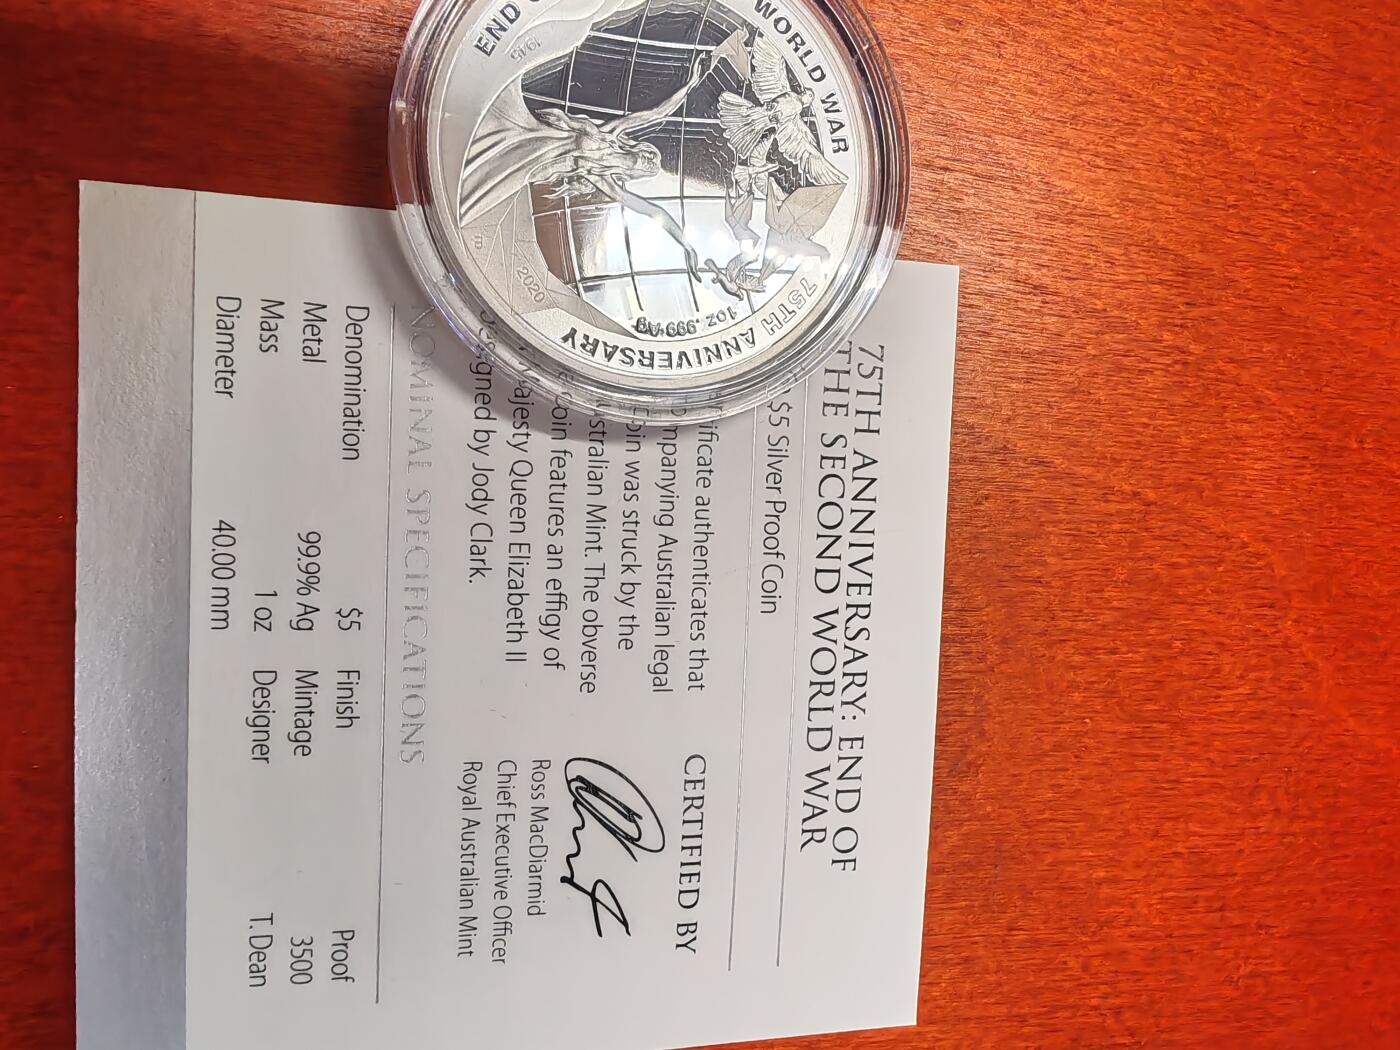 END
WORLD WAR
1945
2020
TD
1oz .999 Ag
75TH ANNIVERSARY
75TH ANNIVERSARY: END OF
THE SECOND WORLD WAR
$5 Silver Proof Coin
authenticates that
Australian legal
was struck by the
Mint. The obverse
features an effigy of
Queen Elizabeth II
by Jody Clark.
CERTIFIED BY
Ross MacDiarmid
Chief Executive Officer
Royal Australian Mint
NOMINAL SPECIFICATIONS
Denomination $5 Finish Proof
Metal 99.9% Ag Mintage 3500
Mass 1 oz Designer T. Dean
Diameter 40.00 mm